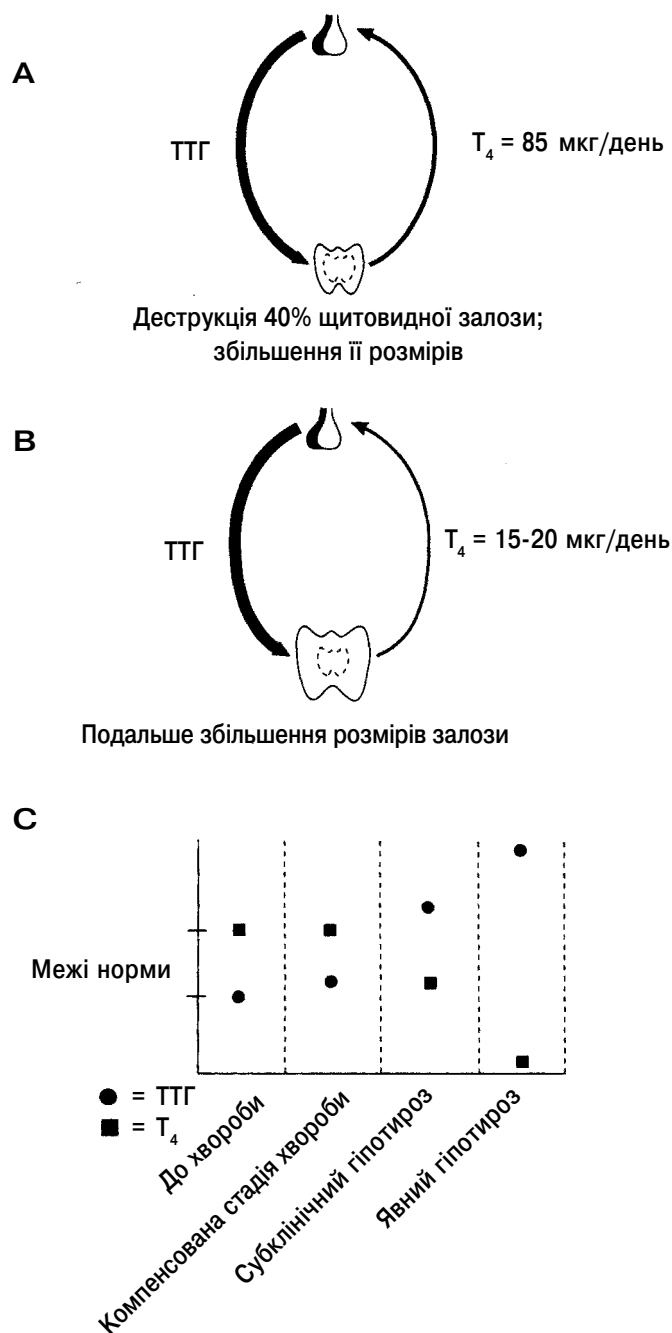 A
ТТГ
T₄ = 85 мкг/день
Деструкція 40% щитовидної залози;
збільшення її розмірів
B
ТТГ
T₄ = 15-20 мкг/день
Подальше збільшення розмірів залози
C
Межі норми
● = ТТГ
■ = T₄
До хвороби
Компенсована стадія хвороби
Субклінічний гіпотироз
Явний гіпотироз